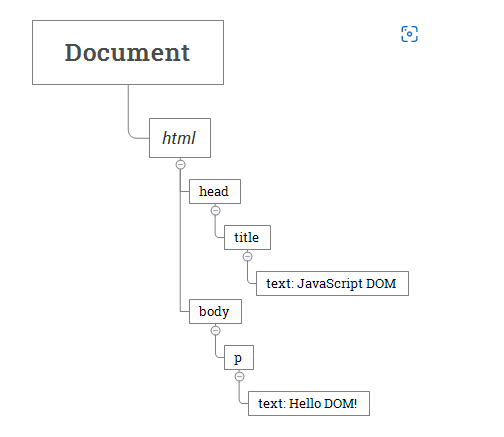 Document
html
head
title
text: JavaScript DOM
body
p
text: Hello DOM!